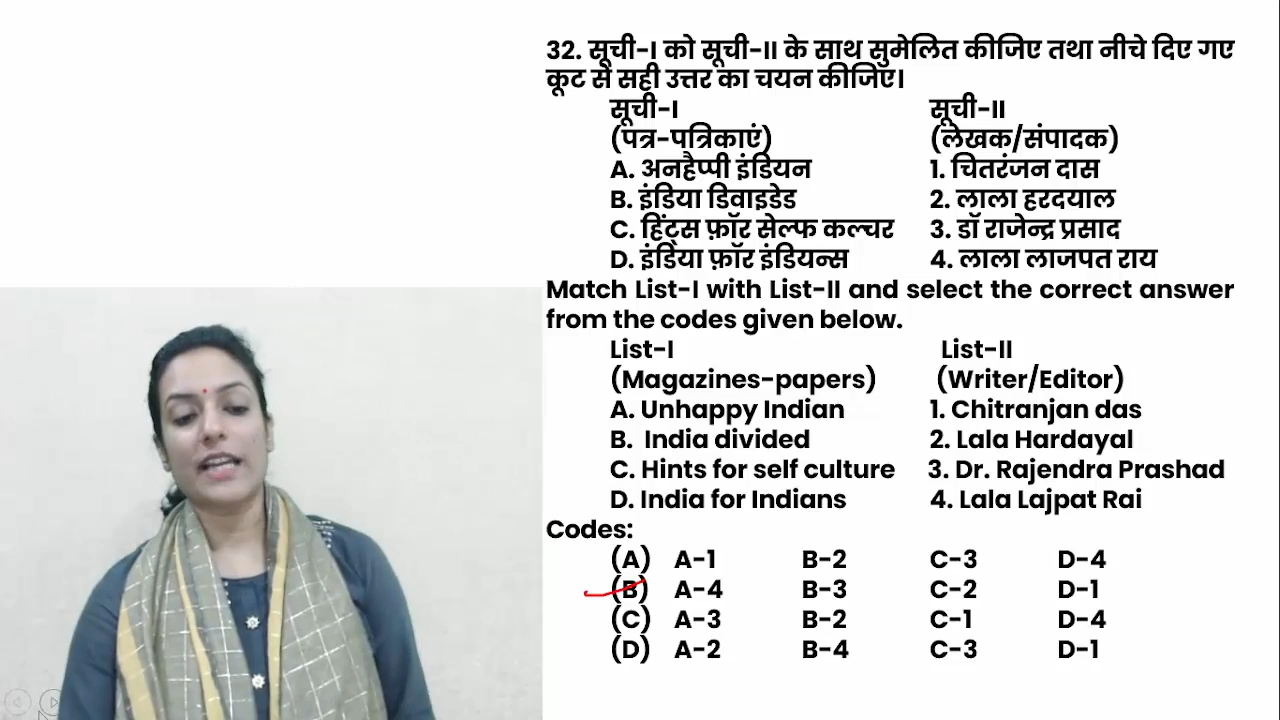 32. सूची-I को सूची-II के साथ सुमेलित कीजिए तथा नीचे दिए गए
कूट से सही उत्तर का चयन कीजिए।
सूची-I सूची-II
(पत्र-पत्रिकाएं) (लेखक/संपादक)
A. अनहैप्पी इंडियन 1. चितरंजन दास
B. इंडिया डिवाइडेड 2. लाला हरदयाल
C. हिंट्स फ़ॉर सेल्फ कल्चर 3. डॉ राजेन्द्र प्रसाद
D. इंडिया फ़ॉर इंडियन्स 4. लाला लाजपत राय
Match List-I with List-II and select the correct answer
from the codes given below.
List-I List-II
(Magazines-papers) (Writer/Editor)
A. Unhappy Indian 1. Chitranjan das
B. India divided 2. Lala Hardayal
C. Hints for self culture 3. Dr. Rajendra Prashad
D. India for Indians 4. Lala Lajpat Rai
Codes:
(A) A-1 B-2 C-3 D-4
(B) A-4 B-3 C-2 D-1
(C) A-3 B-2 C-1 D-4
(D) A-2 B-4 C-3 D-1